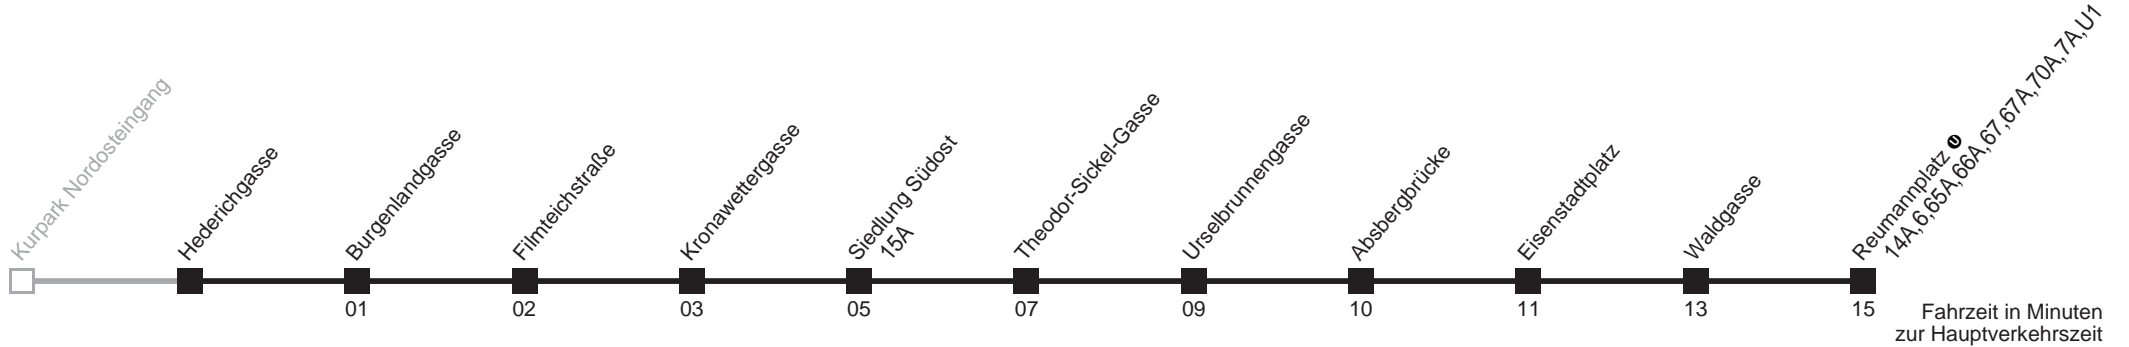 Kurpark Nordosteingang
Hederichgasse
Burgenlandgasse
Filmteichstraße
Kronawettergasse
Siedlung Südost
15A
Theodor-Sickel-Gasse
Urselbrunnengasse
Absbergbrücke
Eisenstadtplatz
Waldgasse
Reumannplatz U
14A,6,65A,66A,67,67A,70A,7A,U1
01
02
03
05
07
09
10
11
13
15
Fahrzeit in Minuten
zur Hauptverkehrszeit